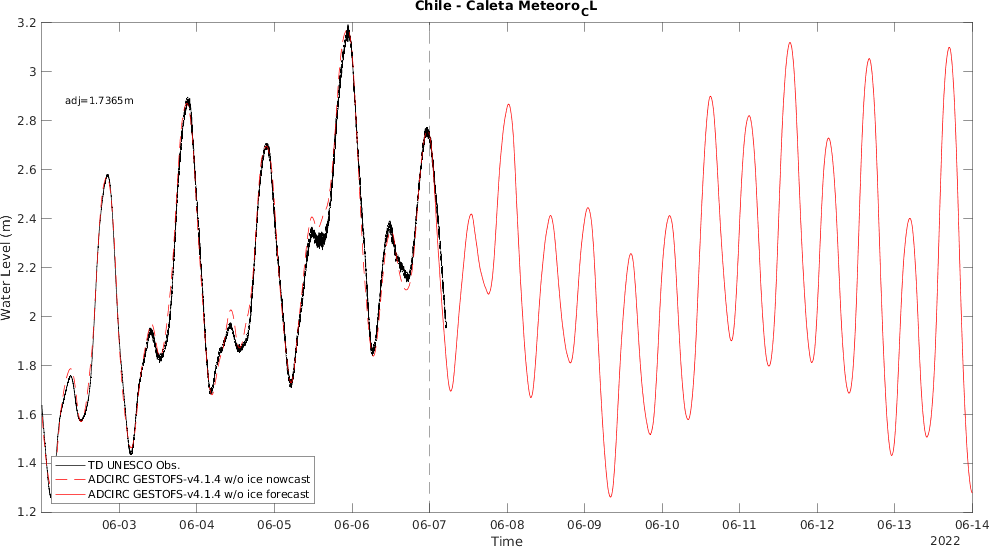 Chile - Caleta Meteoro_CL
3.2
3
2.8
2.6
2.4
2.2
2
1.8
1.6
1.4
1.2
Water Level (m)
adj=1.7365m
TD UNESCO Obs.
ADCIRC GESTOFS-v4.1.4 w/o ice nowcast
ADCIRC GESTOFS-v4.1.4 w/o ice forecast
06-03 06-04 06-05 06-06 06-07 06-08 06-09 06-10 06-11 06-12 06-13 06-14
Time
2022